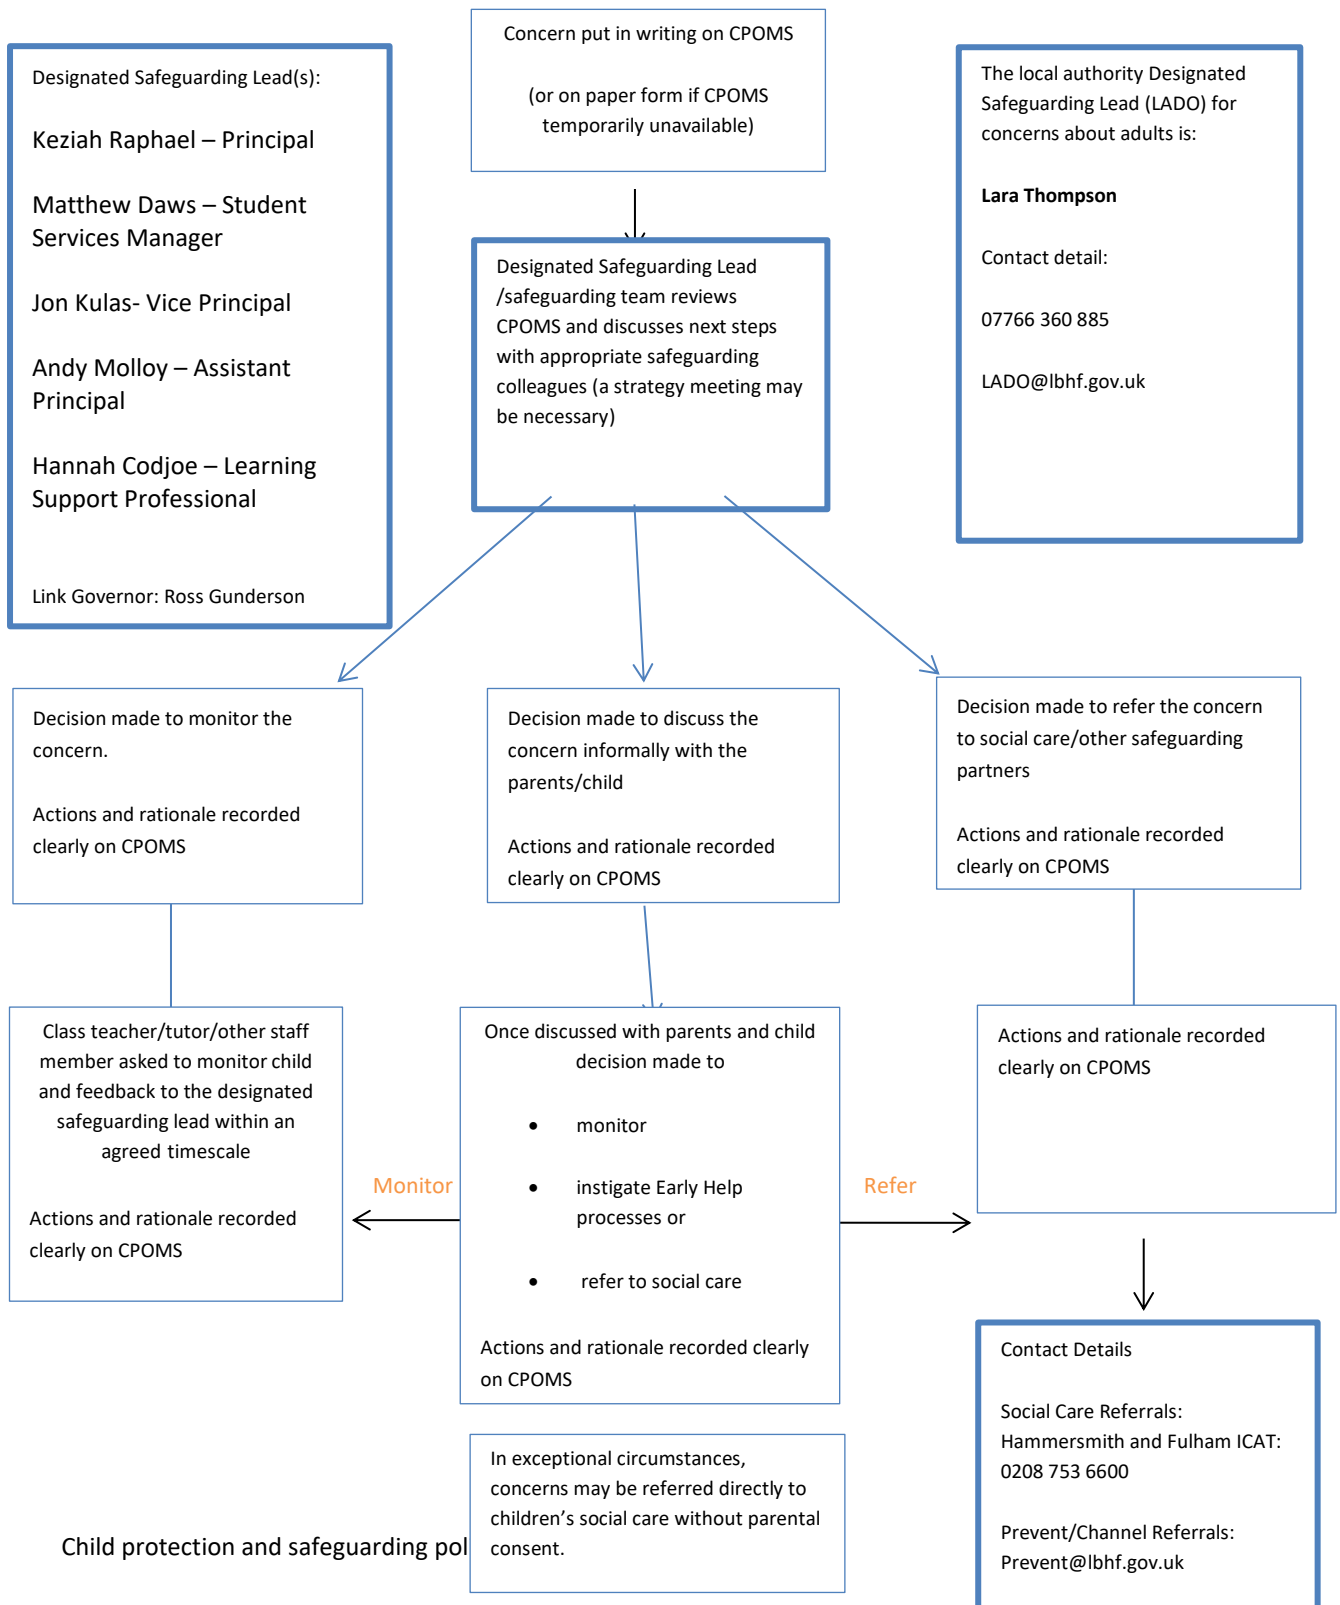 Designated Safeguarding Lead(s):
Keziah Raphael – Principal
Matthew Daws – Student
Services Manager
Jon Kulas- Vice Principal
Andy Molloy – Assistant
Principal
Hannah Codjoe – Learning
Support Professional
Link Governor: Ross Gunderson
Concern put in writing on CPOMS
(or on paper form if CPOMS
temporarily unavailable)
The local authority Designated
Safeguarding Lead (LADO) for
concerns about adults is:
Lara Thompson
Contact detail:
07766 360 885
LADO@lbhf.gov.uk
Designated Safeguarding Lead
/safeguarding team reviews
CPOMS and discusses next steps
with appropriate safeguarding
colleagues (a strategy meeting may
be necessary)
Decision made to monitor the
concern.
Actions and rationale recorded
clearly on CPOMS
Decision made to discuss the
concern informally with the
parents/child
Actions and rationale recorded
clearly on CPOMS
Decision made to refer the concern
to social care/other safeguarding
partners
Actions and rationale recorded
clearly on CPOMS
Class teacher/tutor/other staff
member asked to monitor child
and feedback to the designated
safeguarding lead within an
agreed timescale
Actions and rationale recorded
clearly on CPOMS
Monitor
Once discussed with parents and child
decision made to
• monitor
• instigate Early Help
processes or
• refer to social care
Actions and rationale recorded clearly
on CPOMS
Refer
Actions and rationale recorded
clearly on CPOMS
In exceptional circumstances,
concerns may be referred directly to
children’s social care without parental
consent.
Contact Details
Social Care Referrals:
Hammersmith and Fulham ICAT:
0208 753 6600
Prevent/Channel Referrals:
Prevent@lbhf.gov.uk
Child protection and safeguarding pol